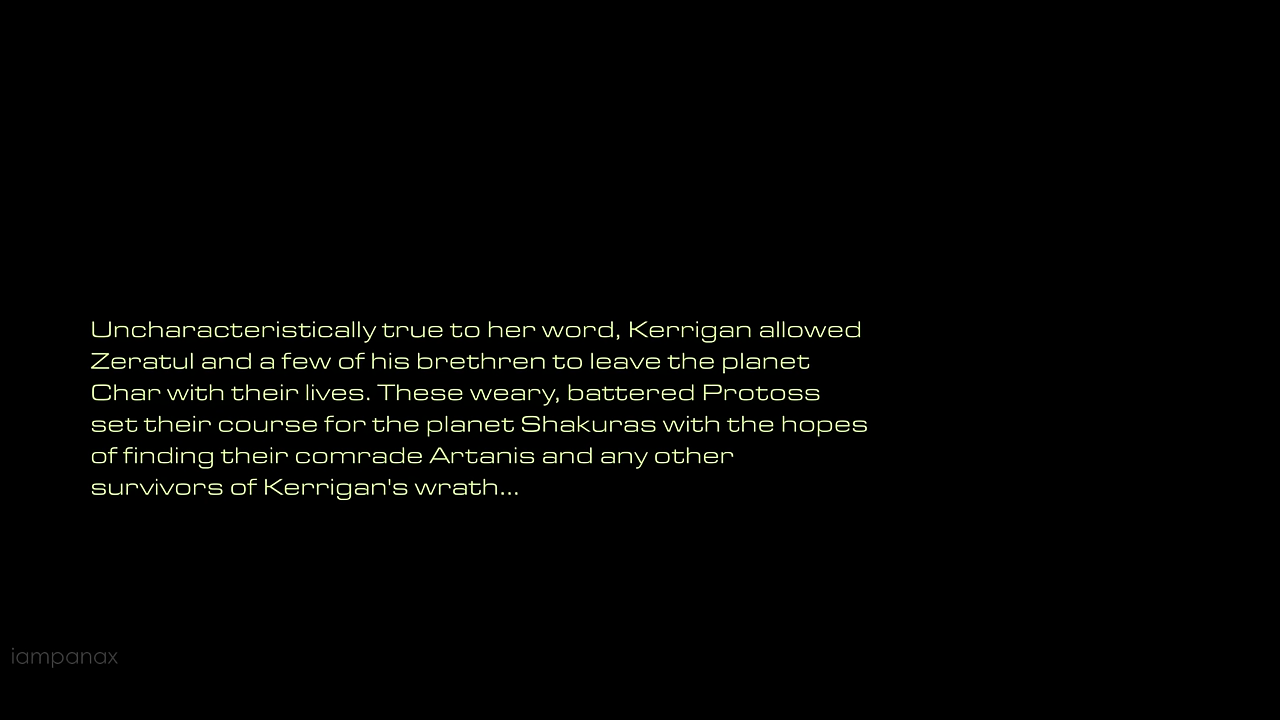 Uncharacteristically true to her word, Kerrigan allowed
Zeratul and a few of his brethren to leave the planet
Char with their lives. These weary, battered Protoss
set their course for the planet Shakuras with the hopes
of finding their comrade Artanis and any other
survivors of Kerrigan's wrath...
iampanax